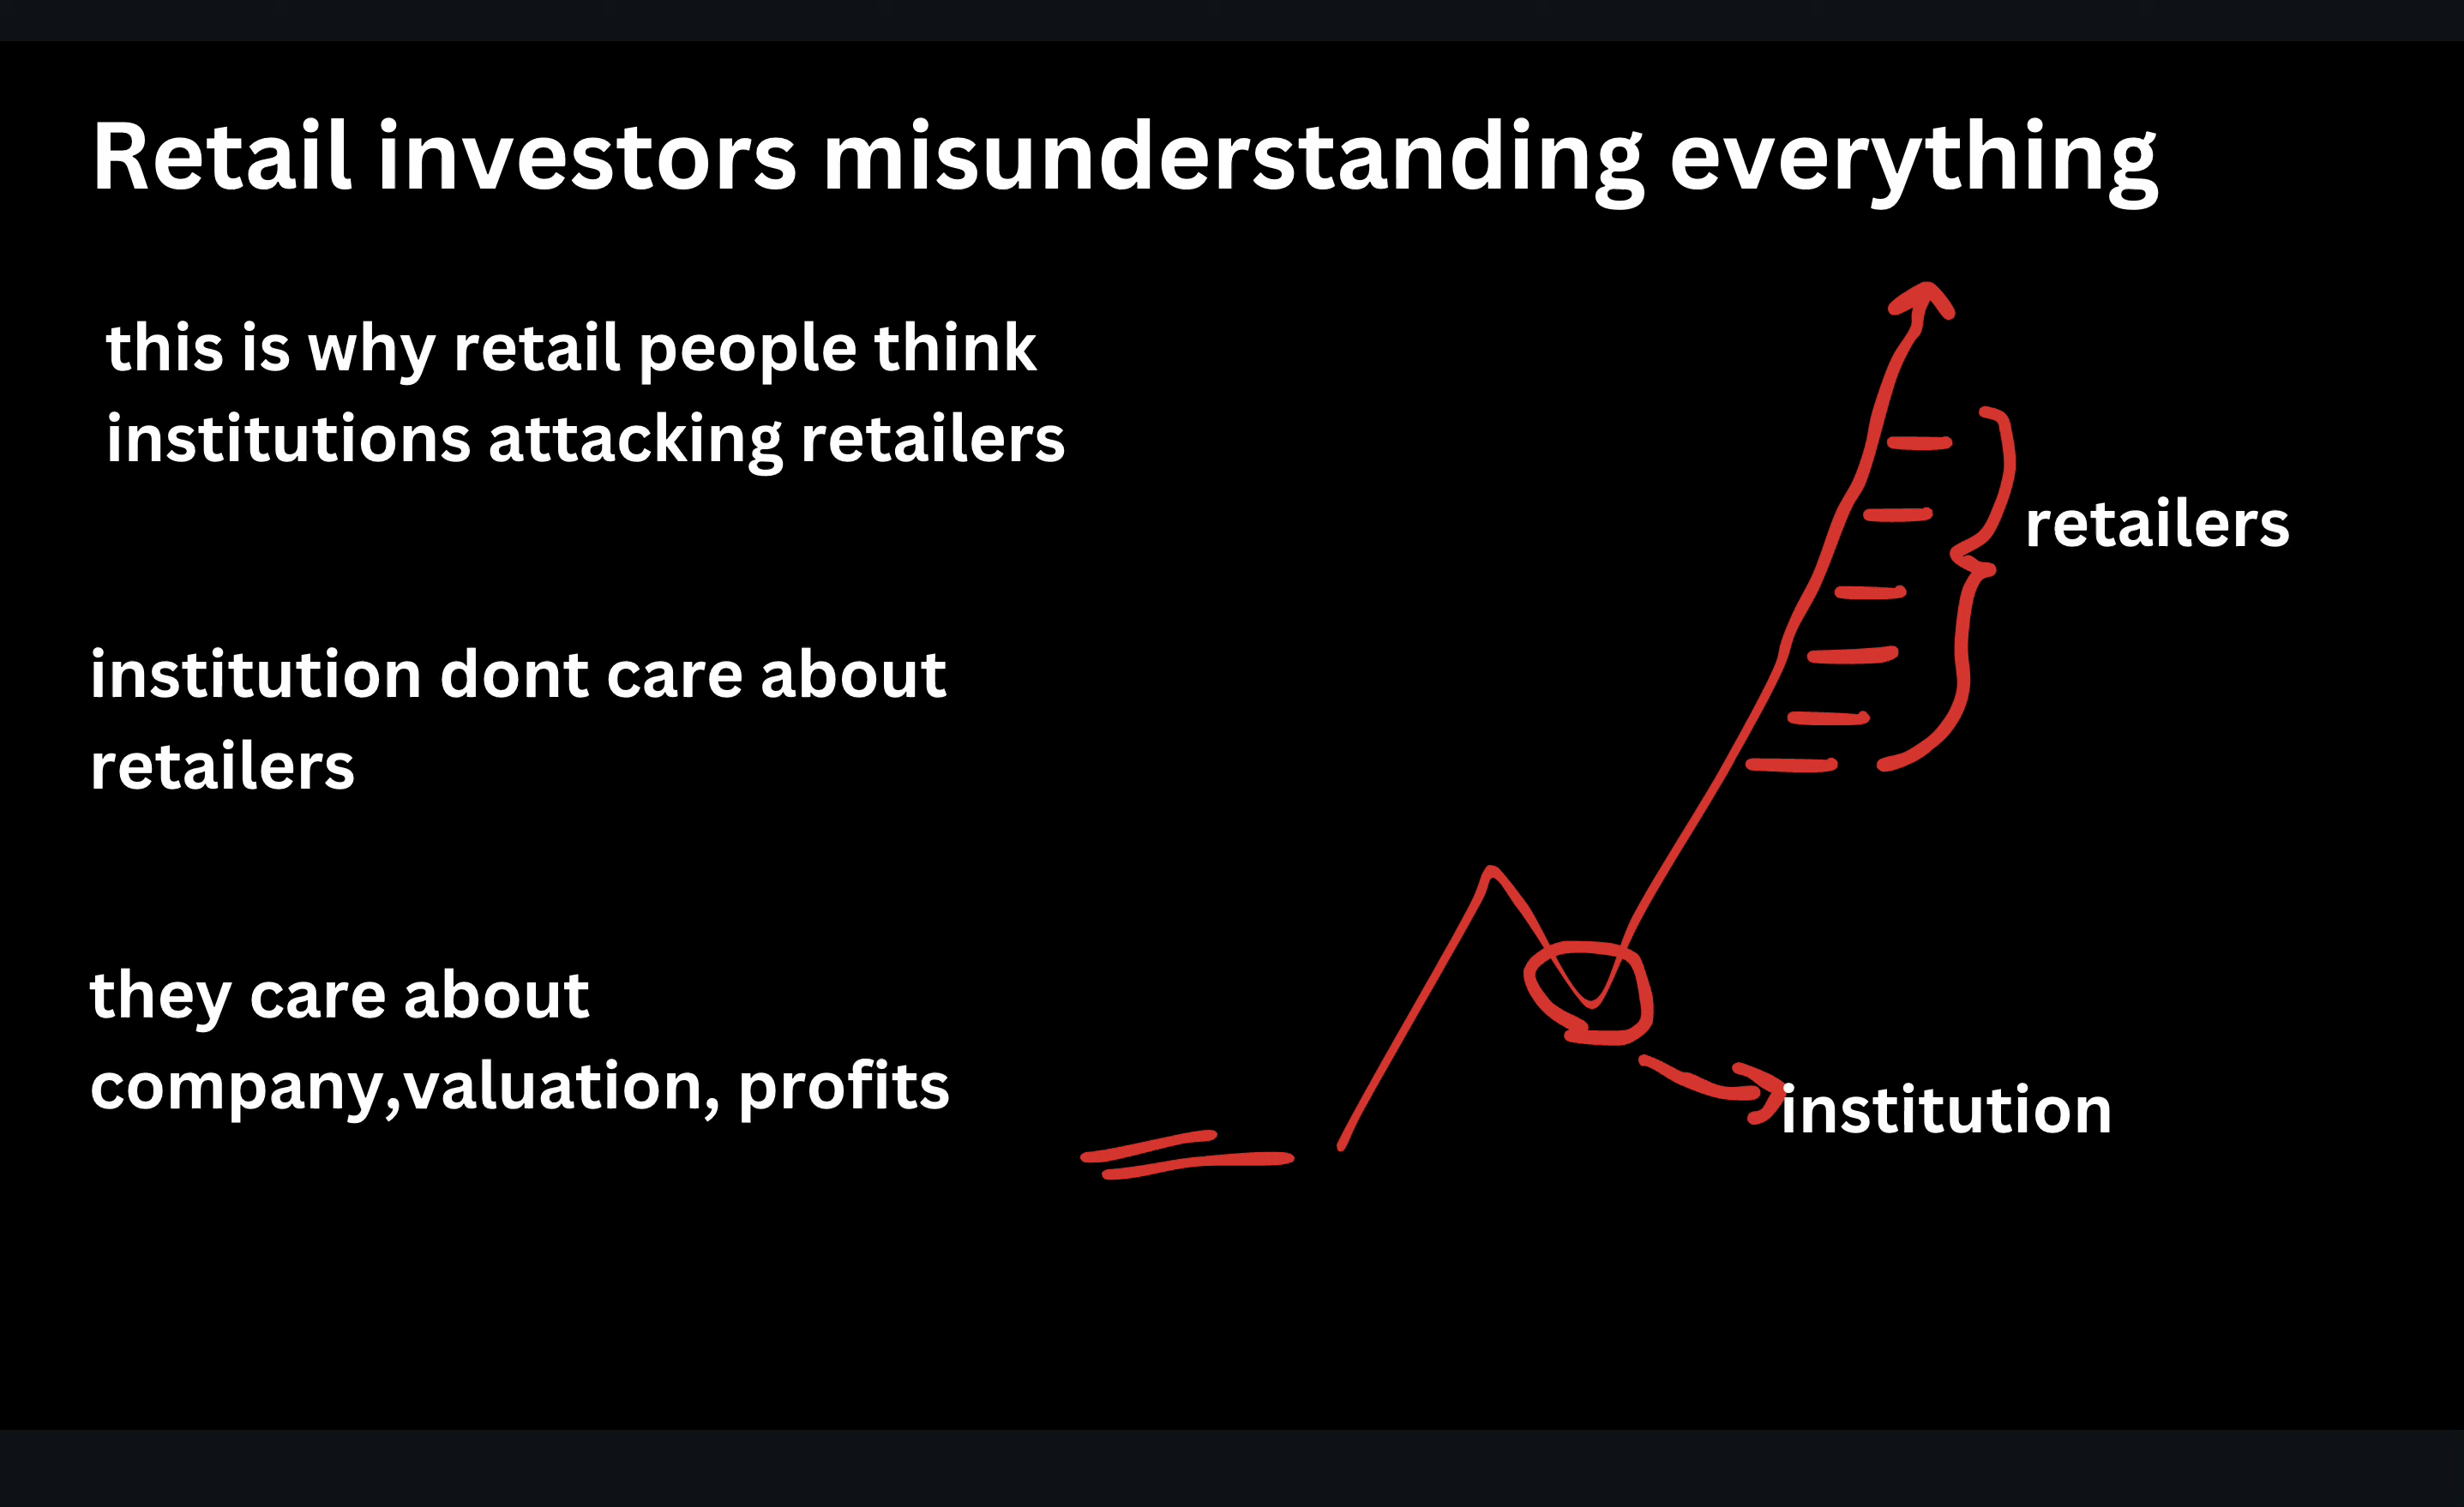 Retail investors misunderstanding everything
this is why retail people think
institutions attacking retailers
retailers
institution dont care about
retailers
they care about
company,valuation, profits
institution